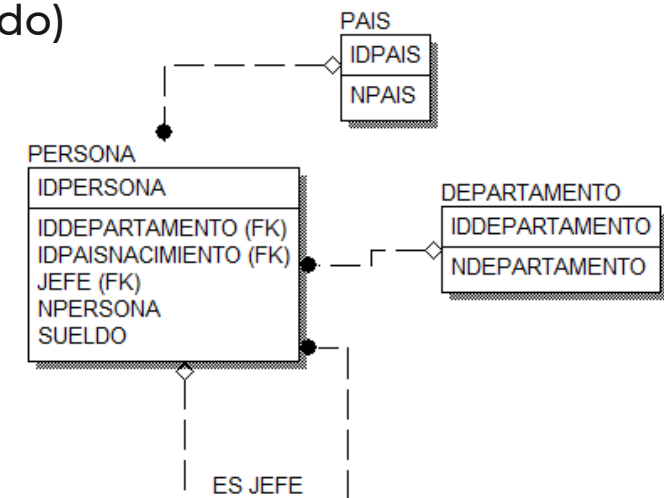 do)
PAIS
IDPAIS
NPAIS
PERSONA
IDPERSONA
IDDEPARTAMENTO (FK)
IDPAISNACIMIENTO (FK)
JEFE (FK)
NPERSONA
SUELDO
DEPARTAMENTO
IDDEPARTAMENTO
NDEPARTAMENTO
ES JEFE